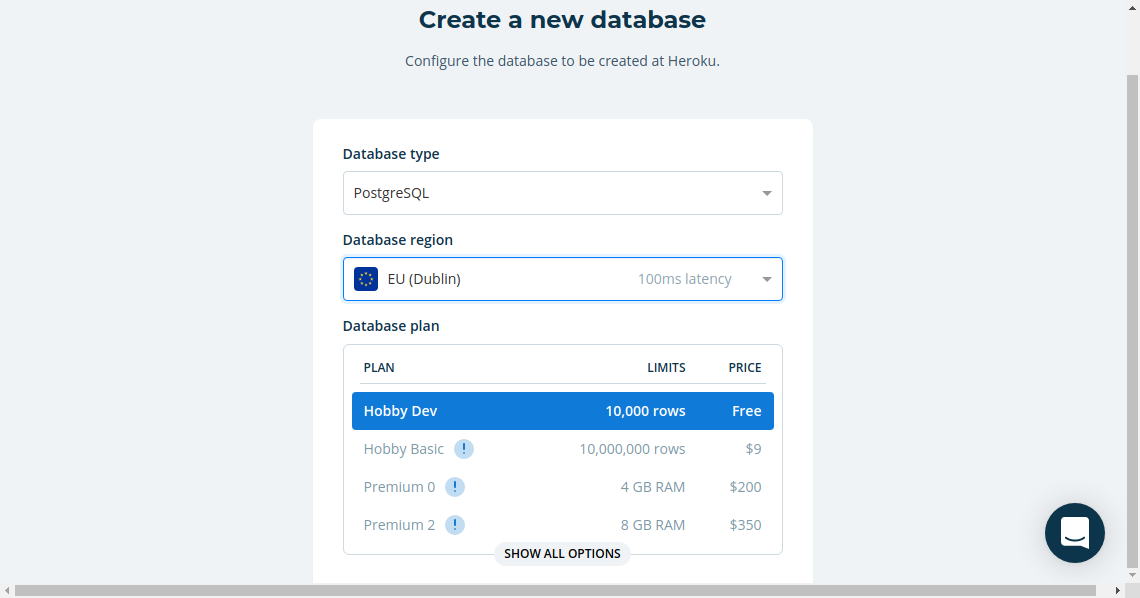 Create a new database
Configure the database to be created at Heroku.
Database type
PostgreSQL
Database region
EU (Dublin) 100ms latency
Database plan
PLAN LIMITS PRICE
Hobby Dev 10,000 rows Free
Hobby Basic ! 10,000,000 rows $9
Premium 0 ! 4 GB RAM $200
Premium 2 ! 8 GB RAM $350
SHOW ALL OPTIONS